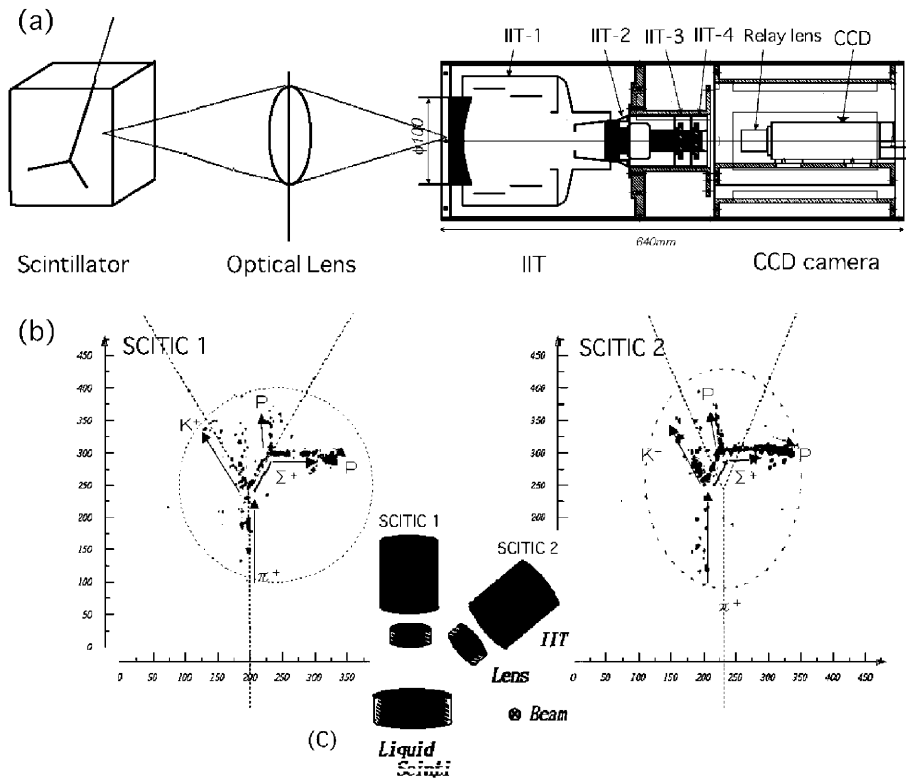 (a)
IIT-1 IIT-2 IIT-3 IIT-4 Relay lens CCD
ϕ100
640mm
Scintillator Optical Lens IIT CCD camera
(b)
SCITIC 1
450
400
350
300
250
200
150
100
50
0
0 50 100 150 200 250 300 350
K+
P
Σ+
P
π+
SCITIC 2
450
400
350
300
250
200
0 50 100 150 200 250 300 350 400 450
K-
P
Σ+
P
π+
SCITIC 1
SCITIC 2
IIT
Lens
⊗ Beam
(C)
Liquid
Scinti